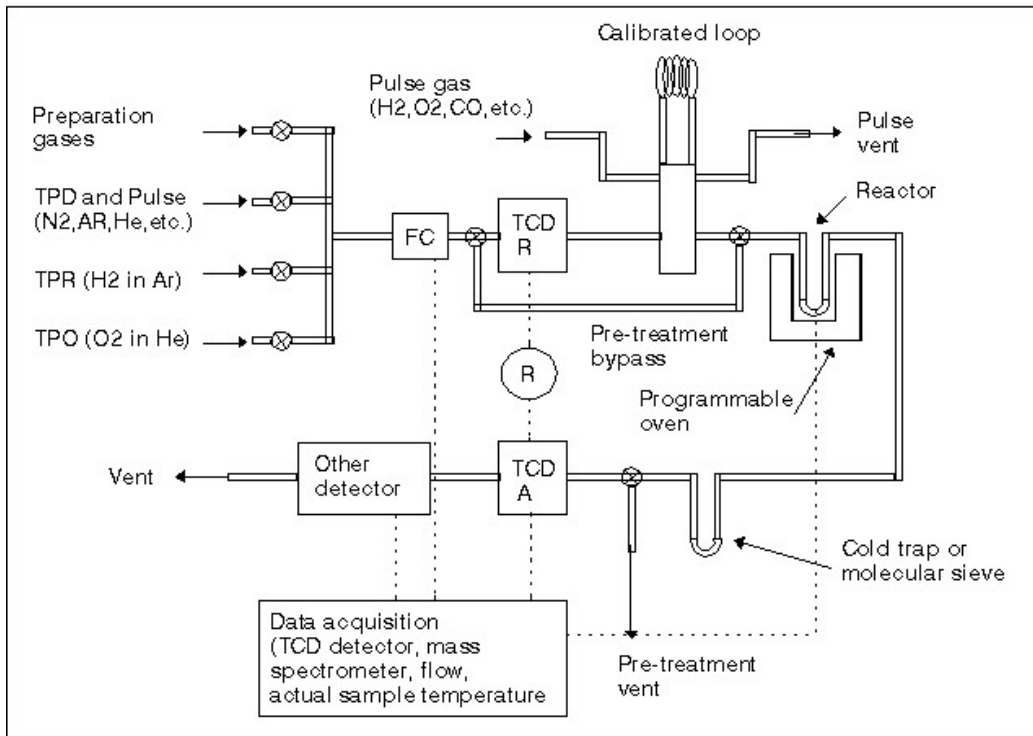 Calibrated loop
Pulse gas
(H2,O2,CO,etc.)
Preparation
gases
Pulse
vent
TPD and Pulse
(N2,AR,He,etc.)
Reactor
FC
TCD
R
TPR (H2 in Ar)
TPO (O2 in He)
Pre-treatment
bypass
R
Programmable
oven
Vent
Other
detector
TCD
A
Cold trap or
molecular sieve
Data acquisition
(TCD detector, mass
spectrometer, flow,
actual sample temperature
Pre-treatment
vent